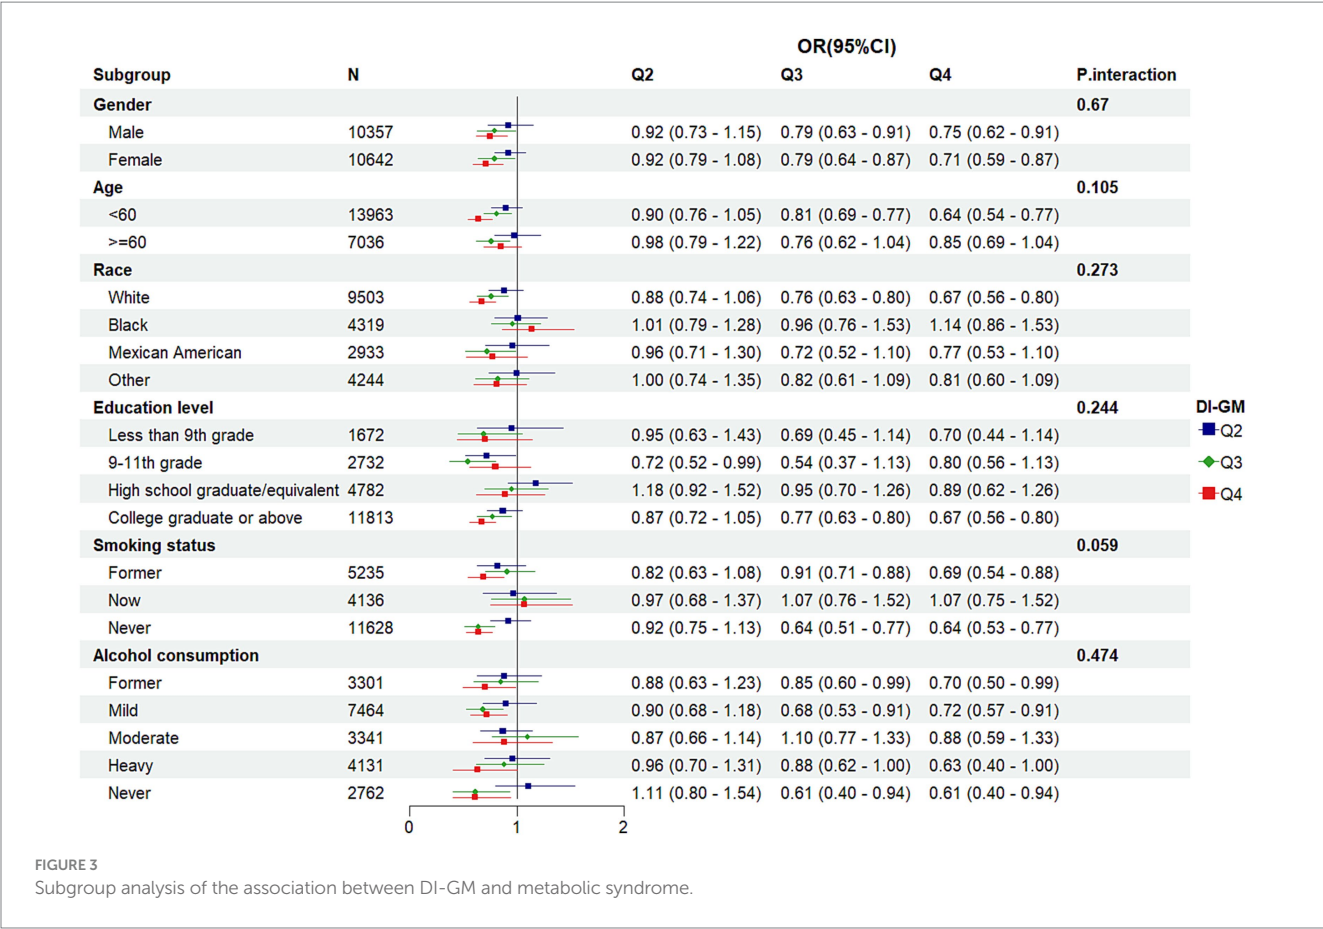 OR(95%CI)
Subgroup N Q2 Q3 Q4 P.interaction
Gender 0.67
Male 10357 0.92 (0.73 - 1.15) 0.79 (0.63 - 0.91) 0.75 (0.62 - 0.91)
Female 10642 0.92 (0.79 - 1.08) 0.79 (0.64 - 0.87) 0.71 (0.59 - 0.87)
Age 0.105
<60 13963 0.90 (0.76 - 1.05) 0.81 (0.69 - 0.77) 0.64 (0.54 - 0.77)
>=60 7036 0.98 (0.79 - 1.22) 0.76 (0.62 - 1.04) 0.85 (0.69 - 1.04)
Race 0.273
White 9503 0.88 (0.74 - 1.06) 0.76 (0.63 - 0.80) 0.67 (0.56 - 0.80)
Black 4319 1.01 (0.79 - 1.28) 0.96 (0.76 - 1.53) 1.14 (0.86 - 1.53)
Mexican American 2933 0.96 (0.71 - 1.30) 0.72 (0.52 - 1.10) 0.77 (0.53 - 1.10)
Other 4244 1.00 (0.74 - 1.35) 0.82 (0.61 - 1.09) 0.81 (0.60 - 1.09)
Education level 0.244
Less than 9th grade 1672 0.95 (0.63 - 1.43) 0.69 (0.45 - 1.14) 0.70 (0.44 - 1.14)
9-11th grade 2732 0.72 (0.52 - 0.99) 0.54 (0.37 - 1.13) 0.80 (0.56 - 1.13)
High school graduate/equivalent 4782 1.18 (0.92 - 1.52) 0.95 (0.70 - 1.26) 0.89 (0.62 - 1.26)
College graduate or above 11813 0.87 (0.72 - 1.05) 0.77 (0.63 - 0.80) 0.67 (0.56 - 0.80)
Smoking status 0.059
Former 5235 0.82 (0.63 - 1.08) 0.91 (0.71 - 0.88) 0.69 (0.54 - 0.88)
Now 4136 0.97 (0.68 - 1.37) 1.07 (0.76 - 1.52) 1.07 (0.75 - 1.52)
Never 11628 0.92 (0.75 - 1.13) 0.64 (0.51 - 0.77) 0.64 (0.53 - 0.77)
Alcohol consumption 0.474
Former 3301 0.88 (0.63 - 1.23) 0.85 (0.60 - 0.99) 0.70 (0.50 - 0.99)
Mild 7464 0.90 (0.68 - 1.18) 0.68 (0.53 - 0.91) 0.72 (0.57 - 0.91)
Moderate 3341 0.87 (0.66 - 1.14) 1.10 (0.77 - 1.33) 0.88 (0.59 - 1.33)
Heavy 4131 0.96 (0.70 - 1.31) 0.88 (0.62 - 1.00) 0.63 (0.40 - 1.00)
Never 2762 1.11 (0.80 - 1.54) 0.61 (0.40 - 0.94) 0.61 (0.40 - 0.94)
0 1 2
DI-GM
Q2
Q3
Q4
FIGURE 3
Subgroup analysis of the association between DI-GM and metabolic syndrome.